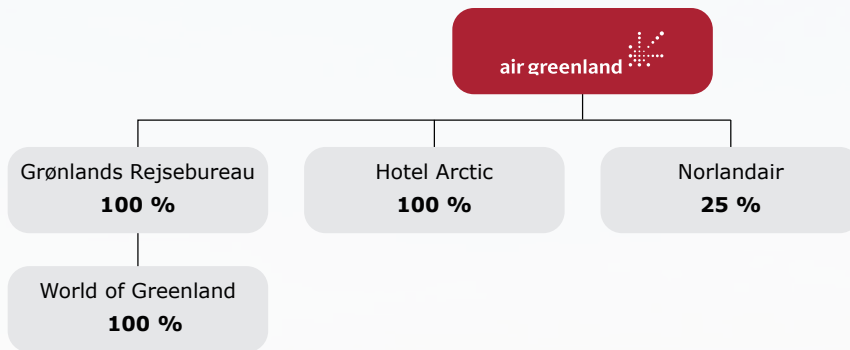 air greenland
Grønlands Rejsebureau
100 %
Hotel Arctic
100 %
Norlandair
25 %
World of Greenland
100 %